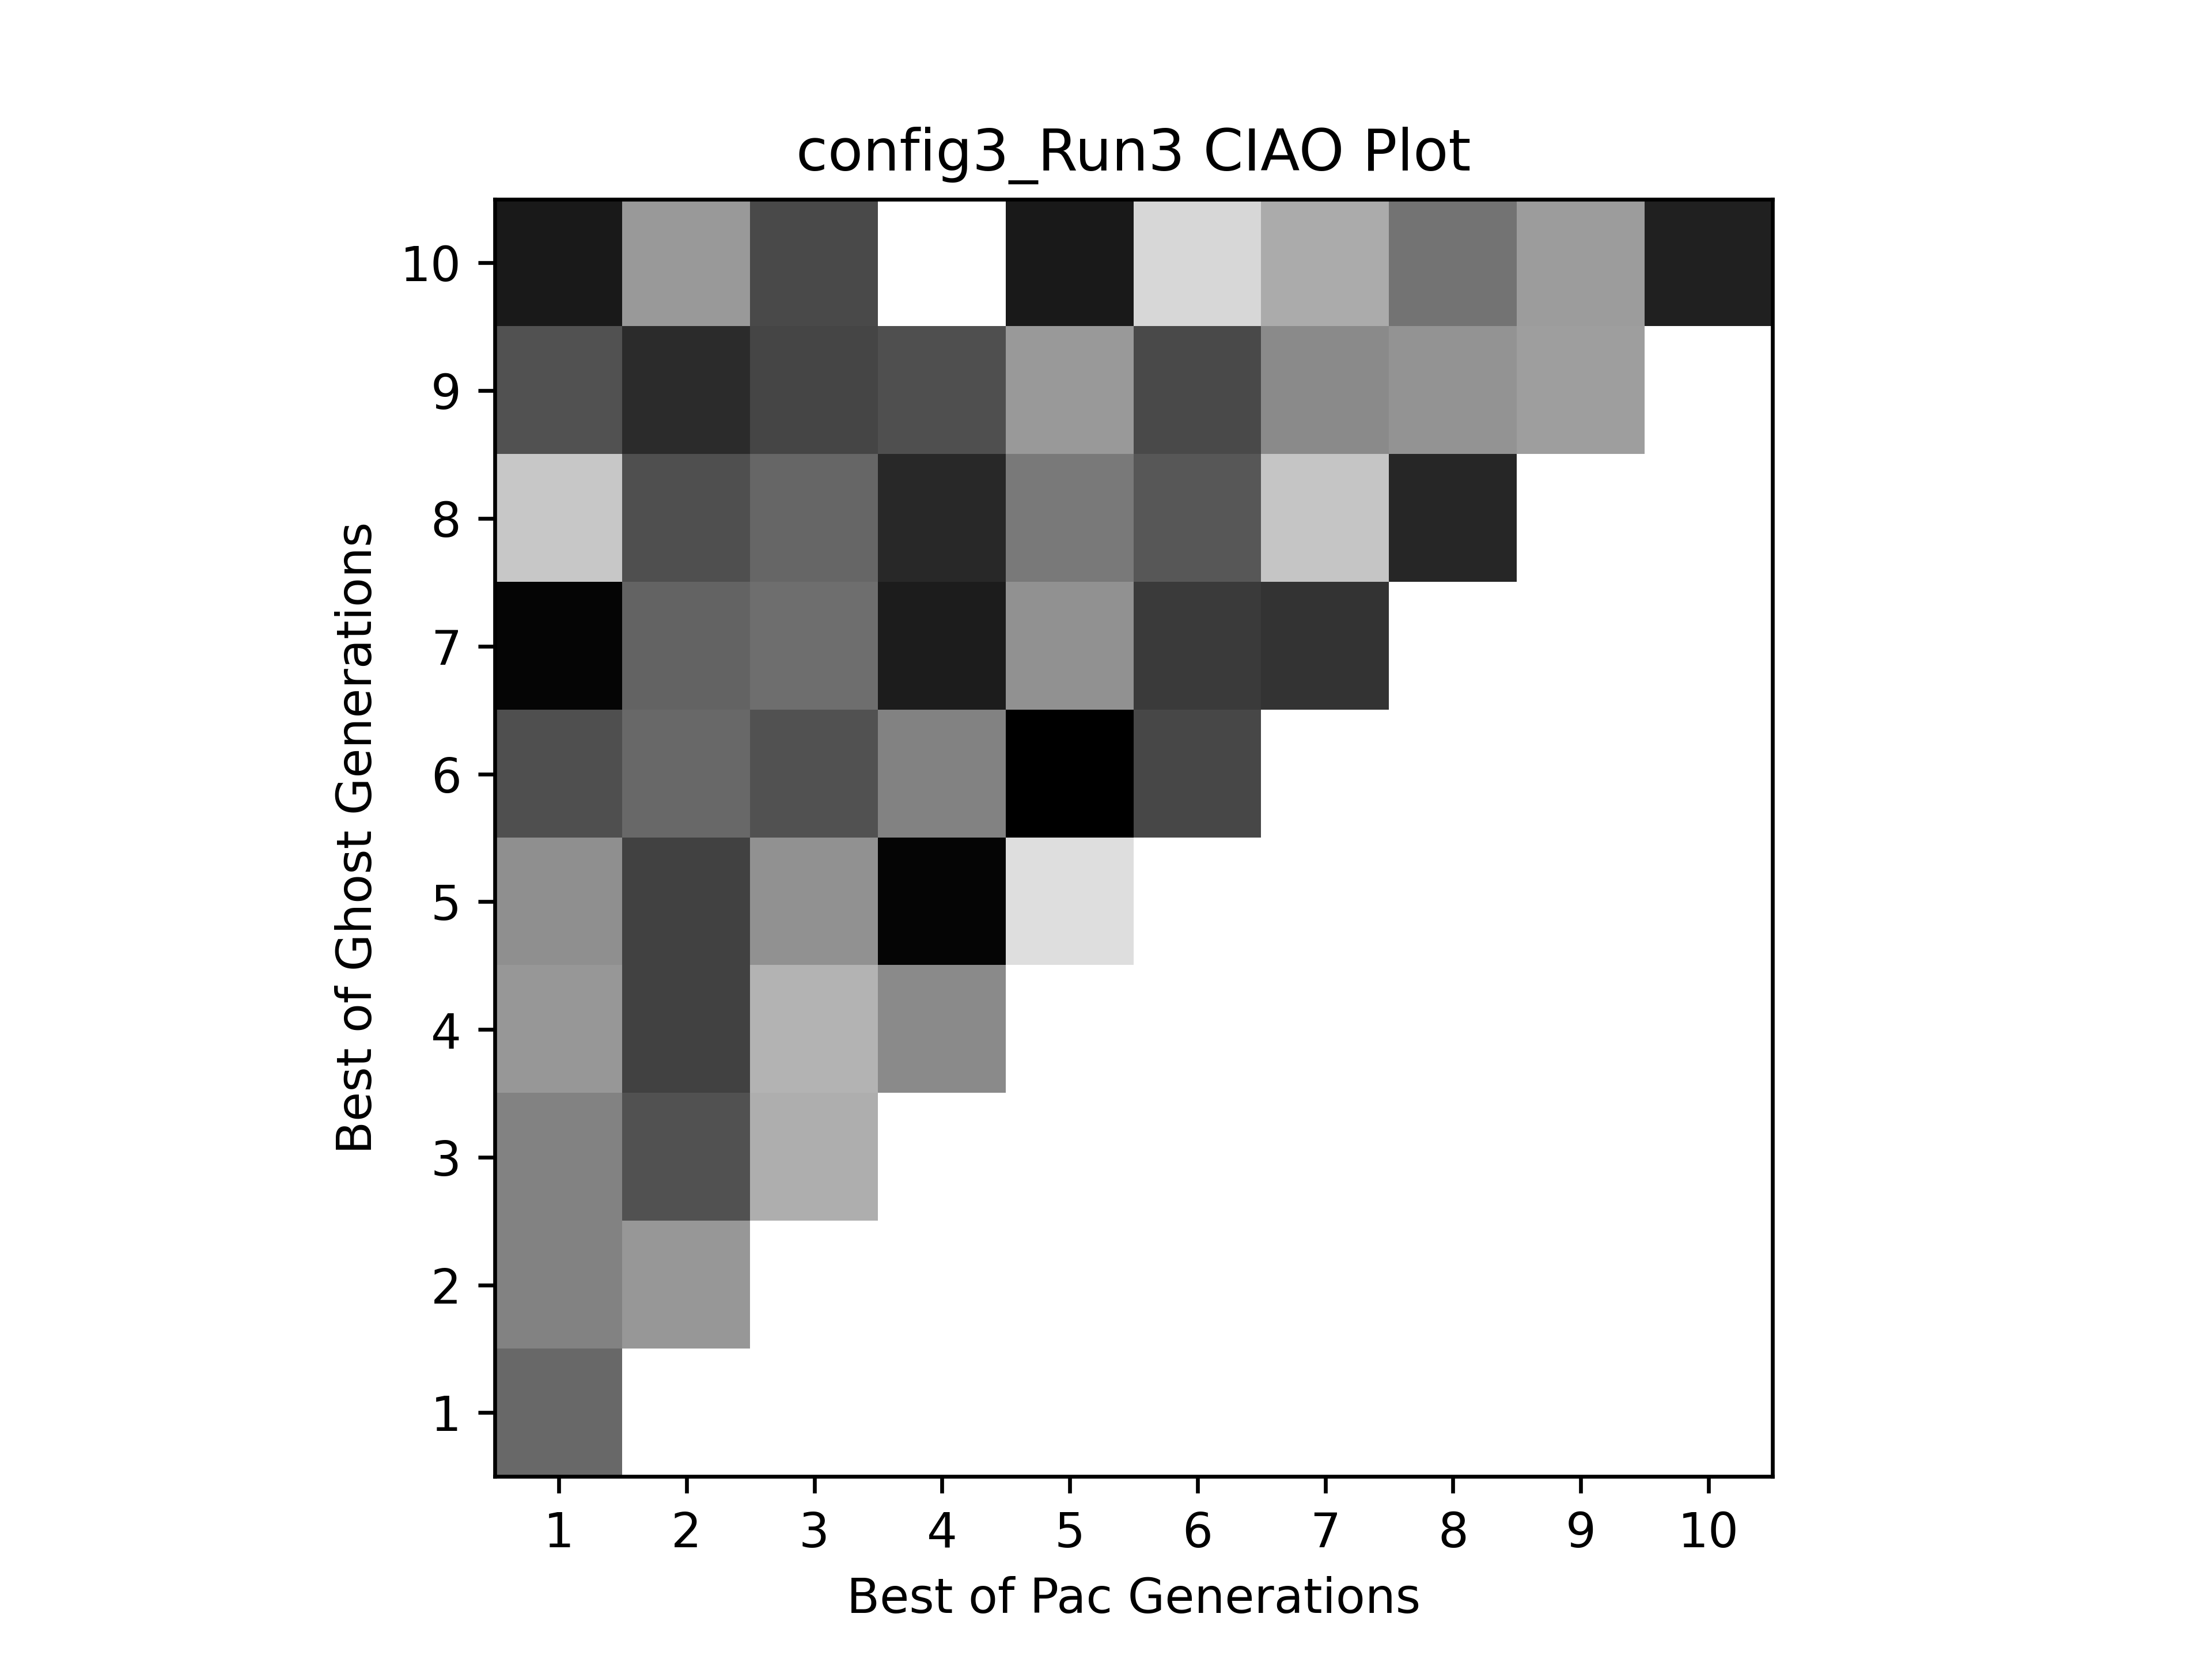 config3_Run3 CIAO Plot
Best of Ghost Generations
10
9
8
7
6
5
4
3
2
1
1 2 3 4 5 6 7 8 9 10
Best of Pac Generations